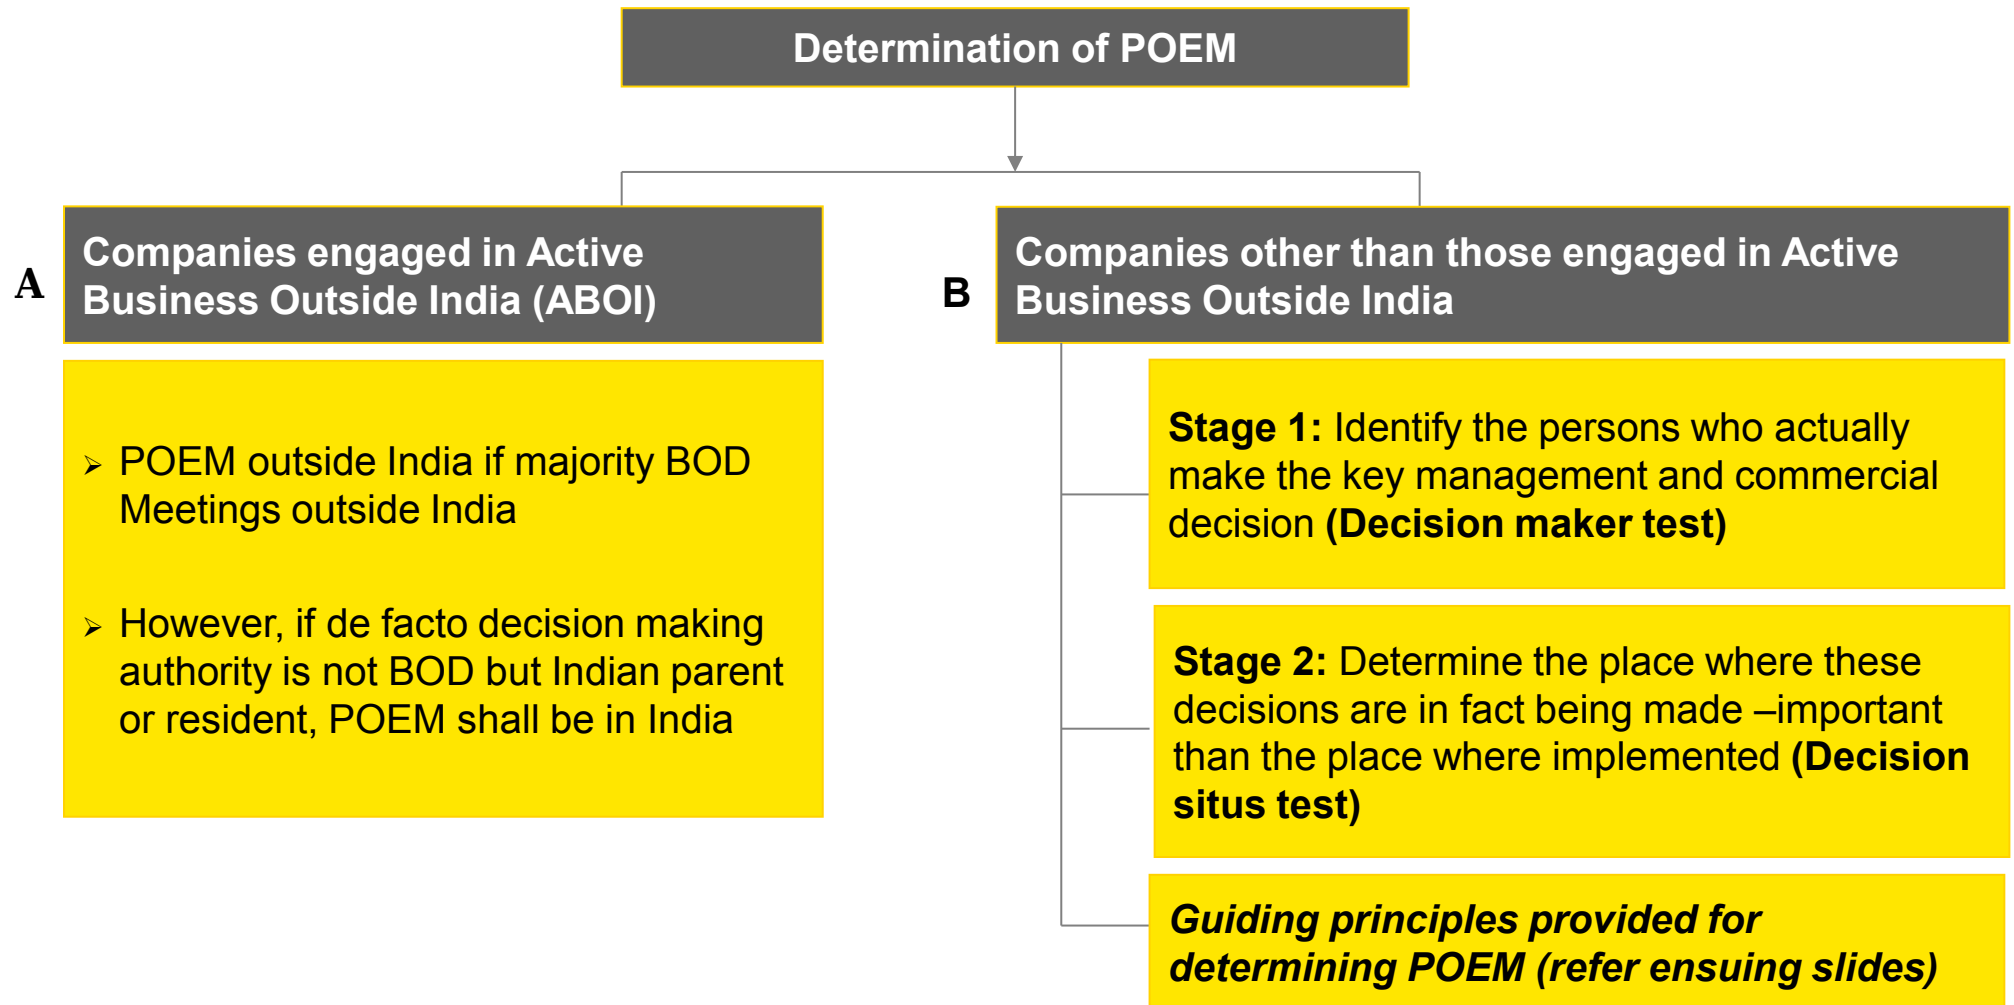 Determination of POEM
A
Companies engaged in Active
Business Outside India (ABOI)
➢ POEM outside India if majority BOD
Meetings outside India
➢ However, if de facto decision making
authority is not BOD but Indian parent
or resident, POEM shall be in India
B
Companies other than those engaged in Active
Business Outside India
Stage 1: Identify the persons who actually
make the key management and commercial
decision (Decision maker test)
Stage 2: Determine the place where these
decisions are in fact being made –important
than the place where implemented (Decision
situs test)
Guiding principles provided for
determining POEM (refer ensuing slides)